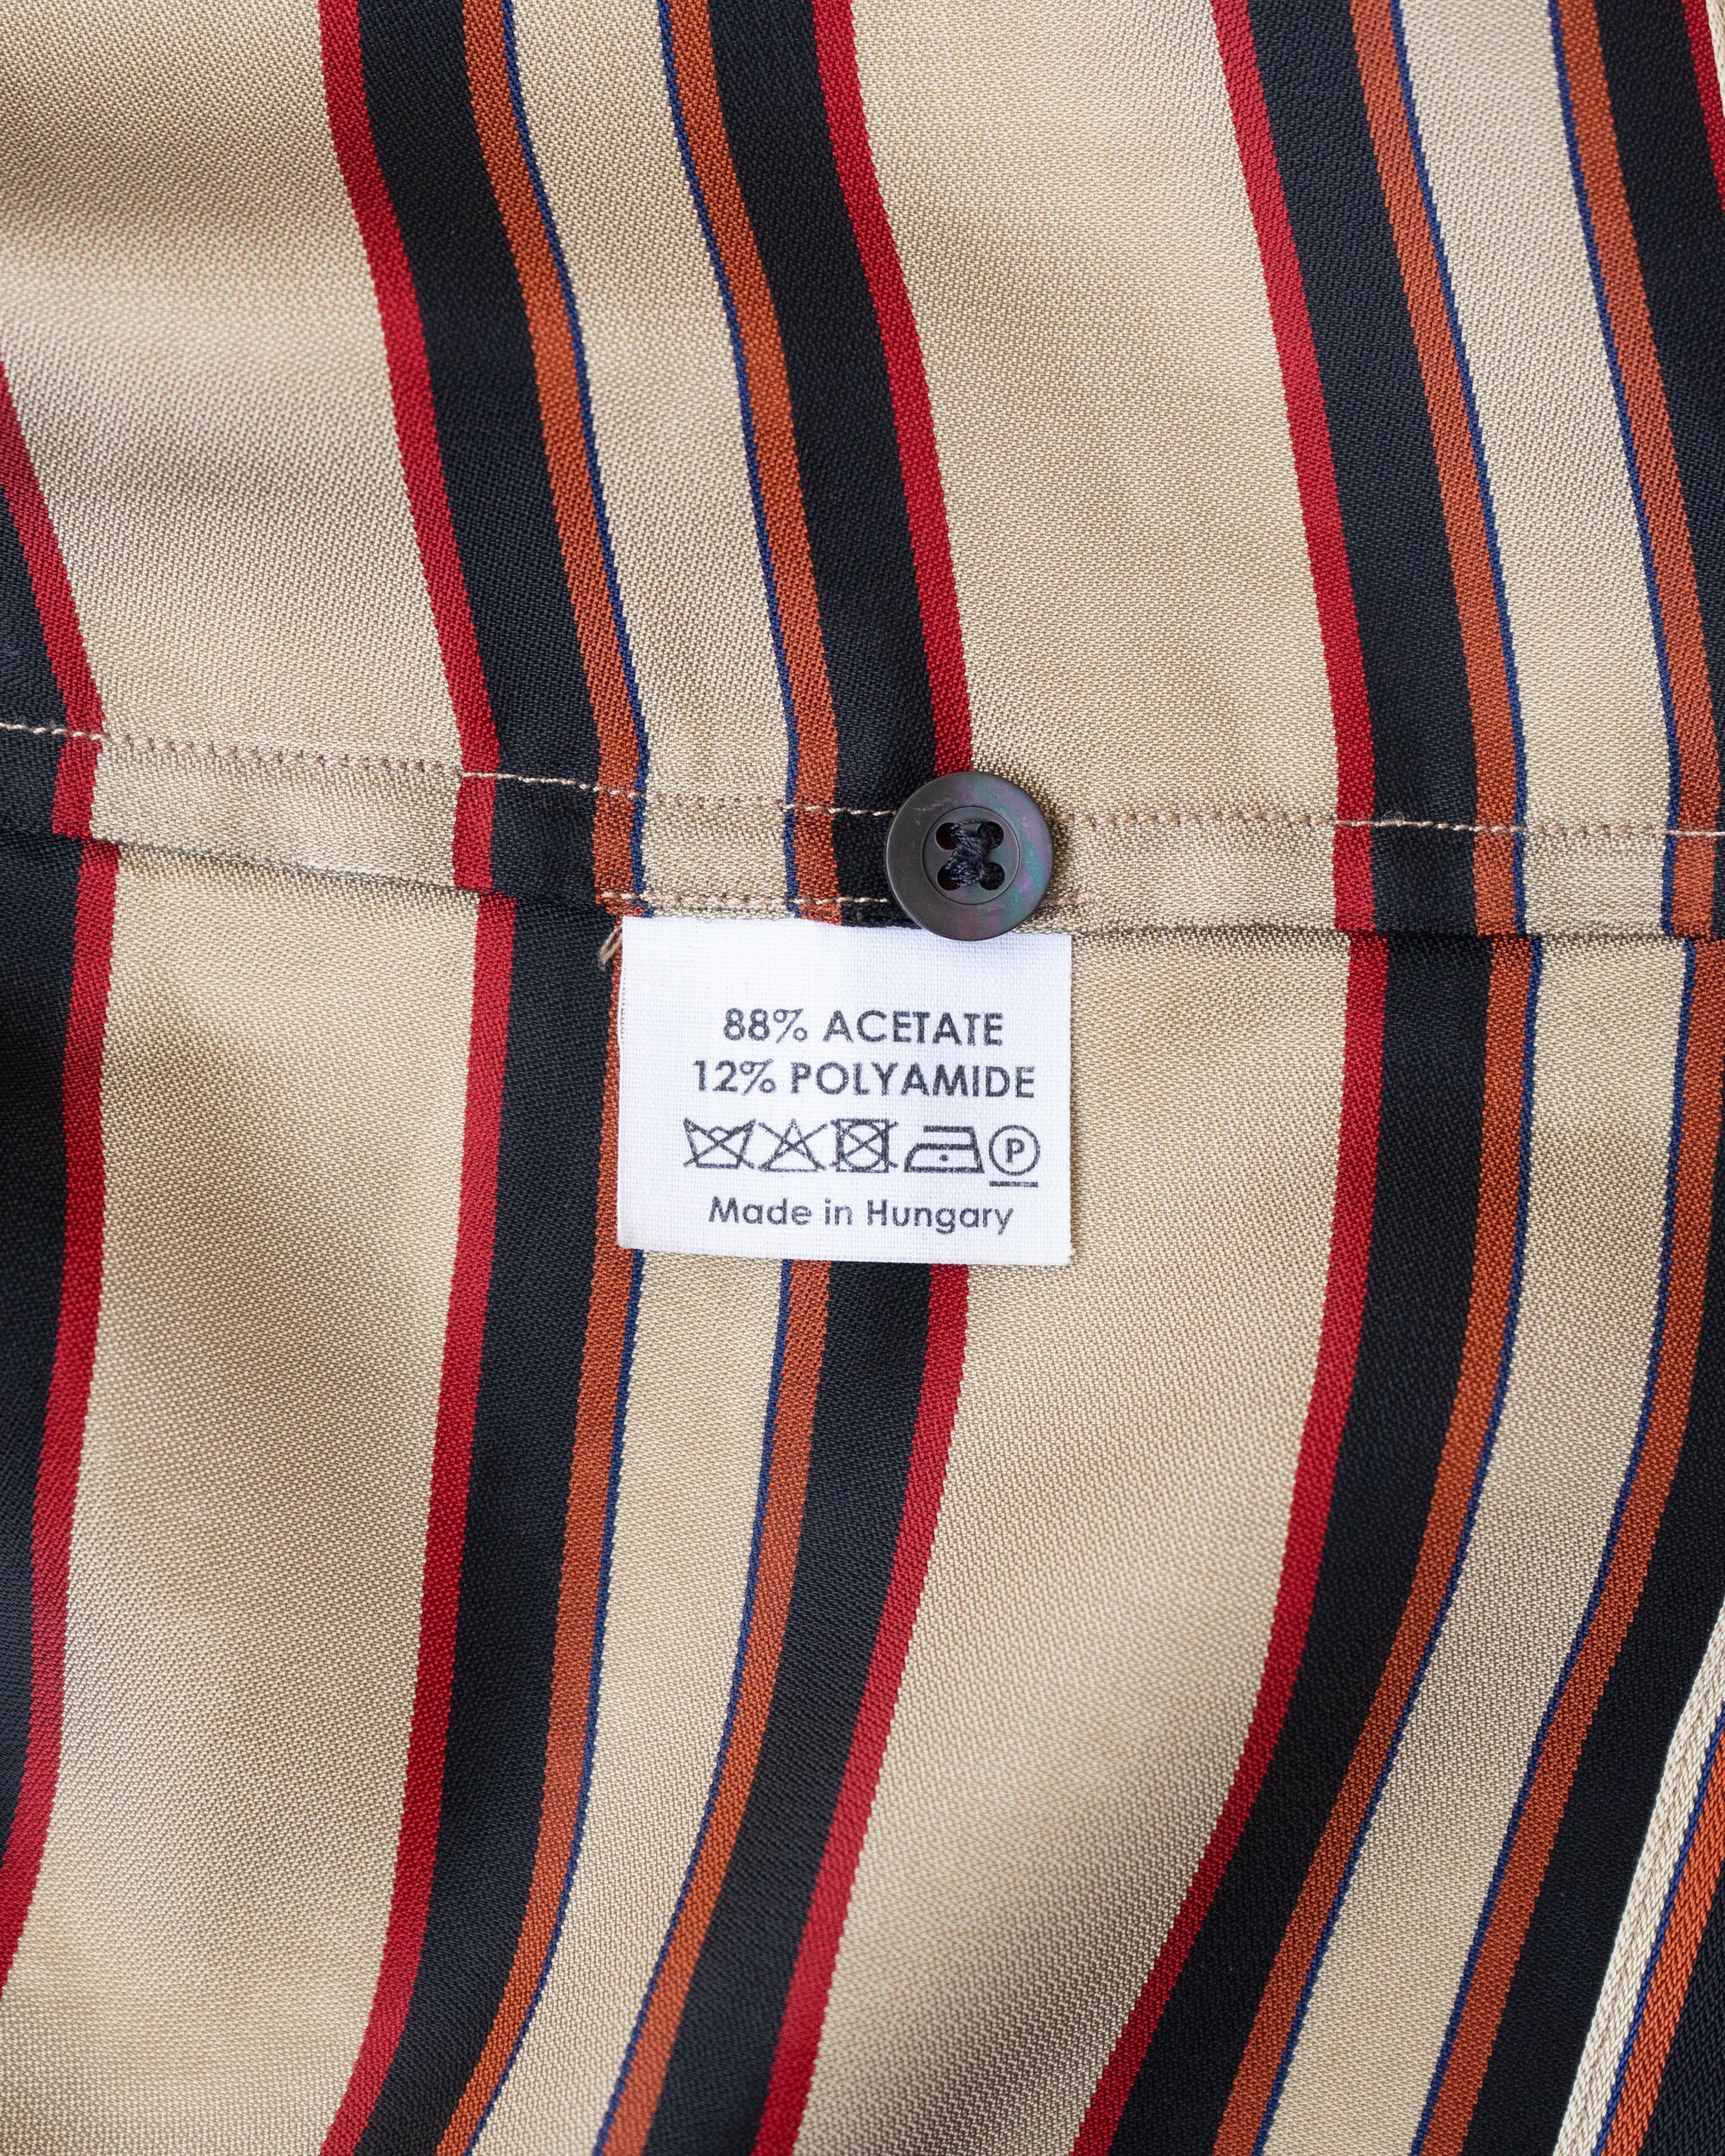 88% ACETATE
12% POLYAMIDE
P
Made in Hungary